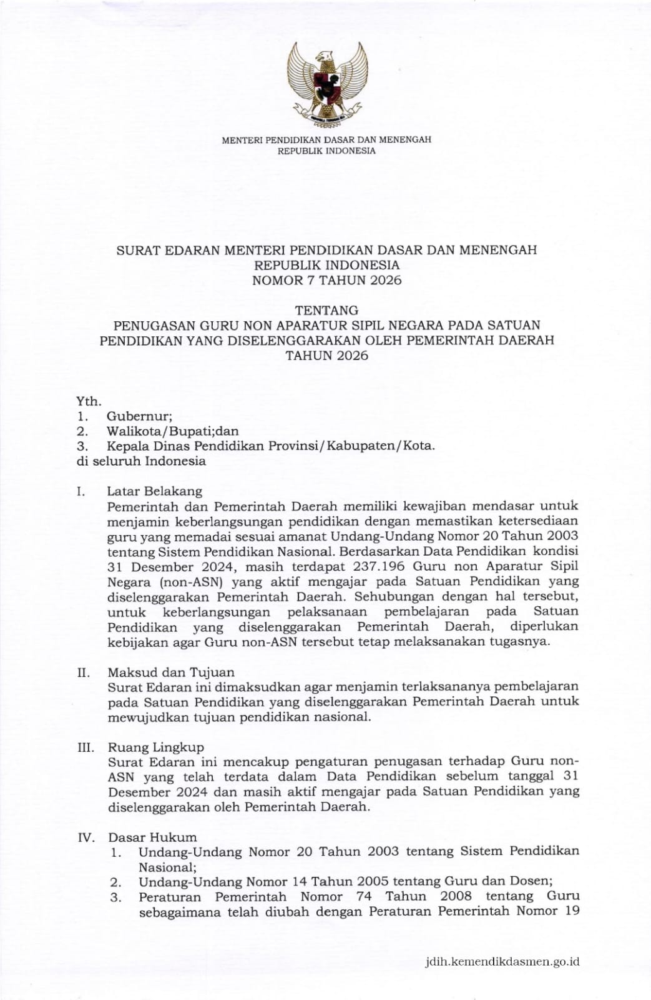 MENTERI PENDIDIKAN DASAR DAN MENENGAH
REPUBLIK INDONESIA
SURAT EDARAN MENTERI PENDIDIKAN DASAR DAN MENENGAH
REPUBLIK INDONESIA
NOMOR 7 TAHUN 2026
TENTANG
PENUGASAN GURU NON APARATUR SIPIL NEGARA PADA SATUAN
PENDIDIKAN YANG DISELENGGARAKAN OLEH PEMERINTAH DAERAH
TAHUN 2026
Yth.
1. Gubernur;
2. Walikota/Bupati;dan
3. Kepala Dinas Pendidikan Provinsi/Kabupaten/Kota.
di seluruh Indonesia
I. Latar Belakang
Pemerintah dan Pemerintah Daerah memiliki kewajiban mendasar untuk
menjamin keberlangsungan pendidikan dengan memastikan ketersediaan
guru yang memadai sesuai amanat Undang-Undang Nomor 20 Tahun 2003
tentang Sistem Pendidikan Nasional. Berdasarkan Data Pendidikan kondisi
31 Desember 2024, masih terdapat 237.196 Guru non Aparatur Sipil
Negara (non-ASN) yang aktif mengajar pada Satuan Pendidikan yang
diselenggarakan Pemerintah Daerah. Sehubungan dengan hal tersebut,
untuk keberlangsungan pelaksanaan pembelajaran pada Satuan
Pendidikan yang diselenggarakan Pemerintah Daerah, diperlukan
kebijakan agar Guru non-ASN tersebut tetap melaksanakan tugasnya.
II. Maksud dan Tujuan
Surat Edaran ini dimaksudkan agar menjamin terlaksananya pembelajaran
pada Satuan Pendidikan yang diselenggarakan Pemerintah Daerah untuk
mewujudkan tujuan pendidikan nasional.
III. Ruang Lingkup
Surat Edaran ini mencakup pengaturan penugasan terhadap Guru non-
ASN yang telah terdata dalam Data Pendidikan sebelum tanggal 31
Desember 2024 dan masih aktif mengajar pada Satuan Pendidikan yang
diselenggarakan oleh Pemerintah Daerah.
IV. Dasar Hukum
1. Undang-Undang Nomor 20 Tahun 2003 tentang Sistem Pendidikan
Nasional;
2. Undang-Undang Nomor 14 Tahun 2005 tentang Guru dan Dosen;
3. Peraturan Pemerintah Nomor 74 Tahun 2008 tentang Guru
sebagaimana telah diubah dengan Peraturan Pemerintah Nomor 19
jdih.kemendikdasmen.go.id